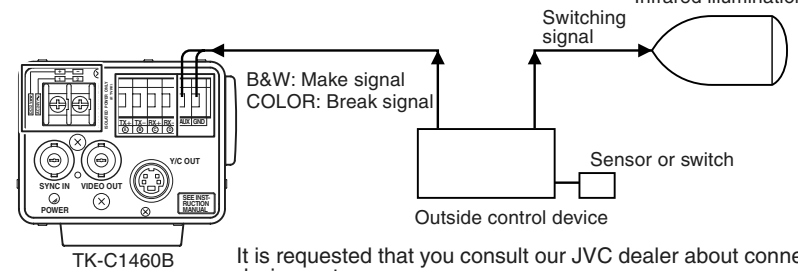 Infrared illumination
Switching
signal
B&W: Make signal
COLOR: Break signal
TX+ TX- RX+ RX- AUX GND
A B C D
Y/C OUT
SYNC IN VIDEO OUT
POWER
SEE INST-
RUCTION
MANUAL
Sensor or switch
Outside control device
TK-C1460B
It is requested that you consult our JVC dealer about conne